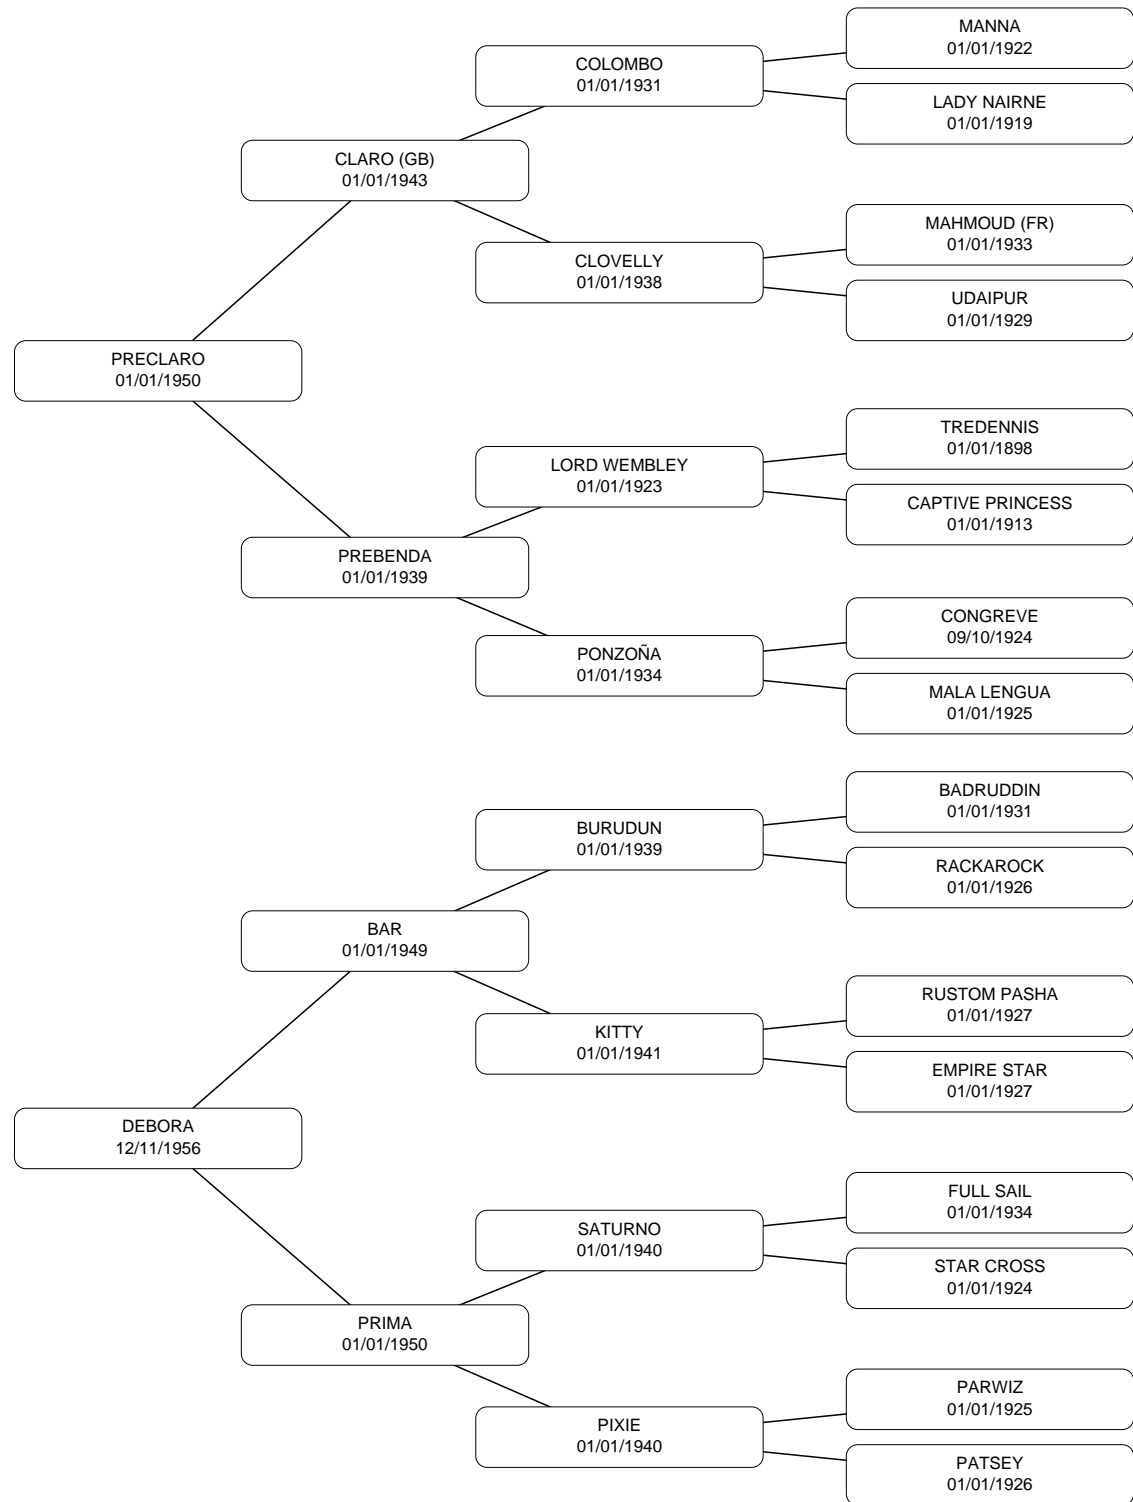 MANNA
01/01/1922
COLOMBO
01/01/1931
LADY NAIRNE
01/01/1919
CLARO (GB)
01/01/1943
MAHMOUD (FR)
01/01/1933
CLOVELLY
01/01/1938
UDAIPUR
01/01/1929
PRECLARO
01/01/1950
TREDENNIS
01/01/1898
LORD WEMBLEY
01/01/1923
CAPTIVE PRINCESS
01/01/1913
PREBENDA
01/01/1939
CONGREVE
09/10/1924
PONZOÑA
01/01/1934
MALA LENGUA
01/01/1925
BADRUDDIN
01/01/1931
BURUDUN
01/01/1939
RACKAROCK
01/01/1926
BAR
01/01/1949
RUSTOM PASHA
01/01/1927
KITTY
01/01/1941
EMPIRE STAR
01/01/1927
DEBORA
12/11/1956
FULL SAIL
01/01/1934
SATURNO
01/01/1940
STAR CROSS
01/01/1924
PRIMA
01/01/1950
PARWIZ
01/01/1925
PIXIE
01/01/1940
PATSEY
01/01/1926